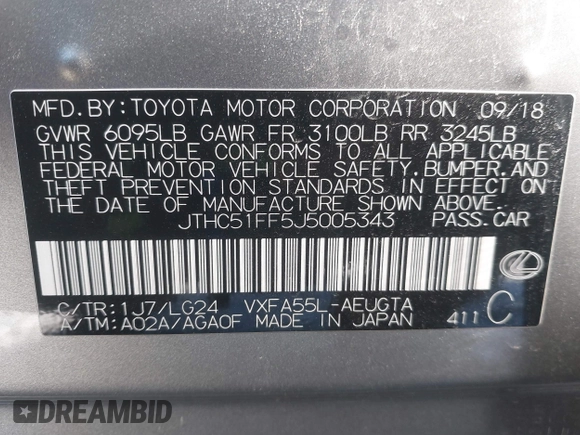 MFD.BY:TOYOTA MOTOR CORPORATION 09/18
GVWR 6095LB GAWR FR 3100LB RR 3245LB
THIS VEHICLE CONFORMS TO ALL APPLICABLE
FEDERAL MOTOR VEHICLE SAFETY,BUMPER,AND
THEFT PREVENTION STANDARDS IN EFFECT ON
THE DATE OF MANUFACTURE SHOWN ABOVE.
JTHC51FF5J5005343 PASS.CAR
C/TR:1J7/LG24 VXFA55L-AEUGTA
A/TM:A02A/AGA0F MADE IN JAPAN 411 C
DREAMBID